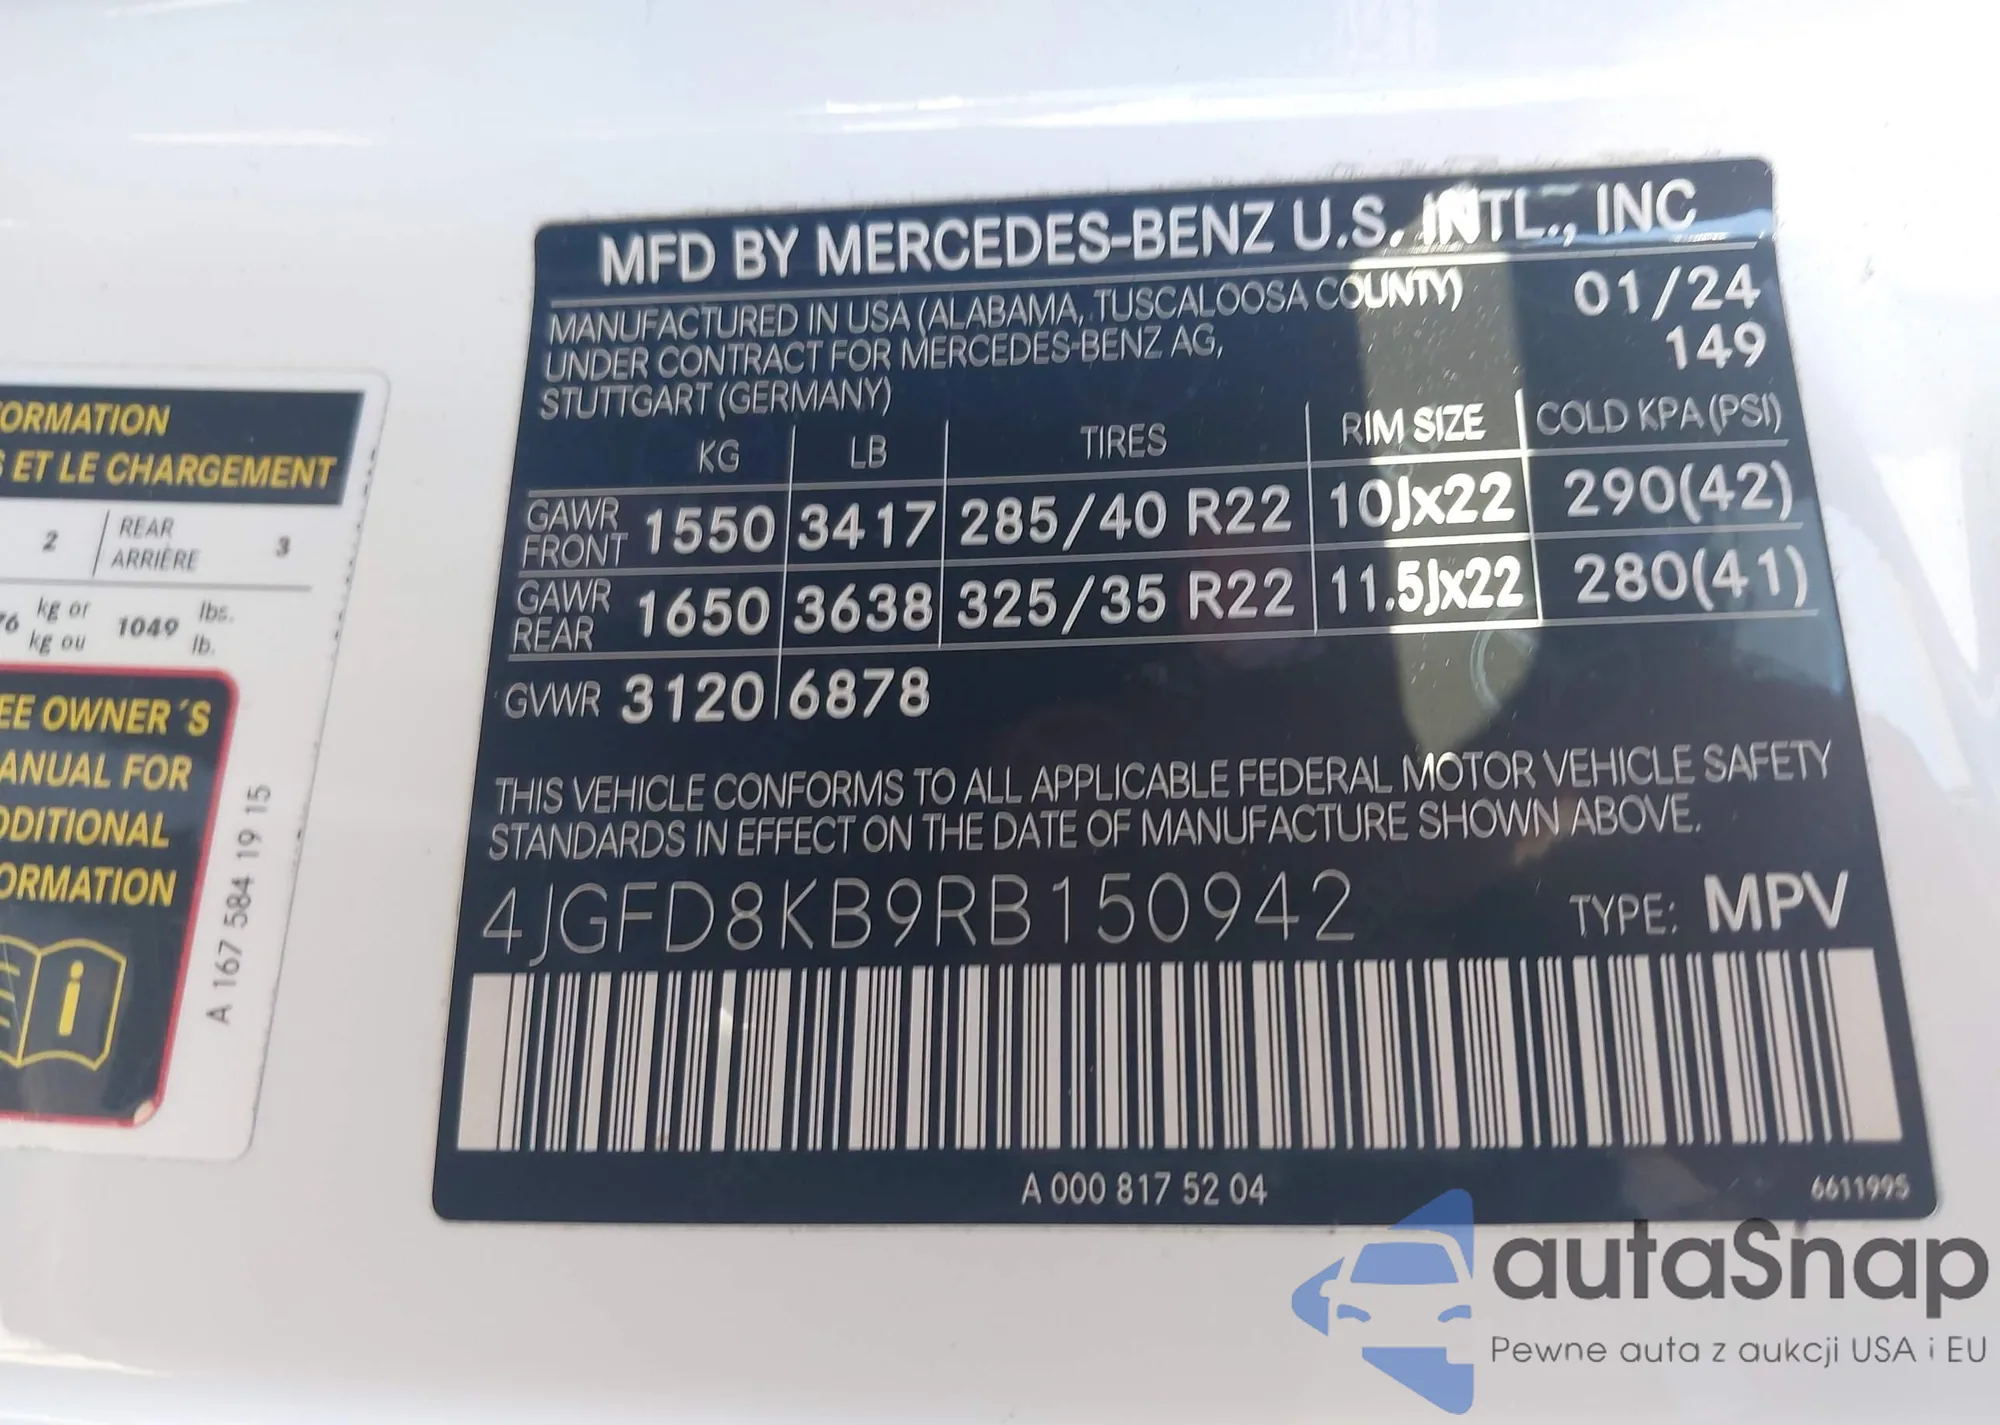 MFD BY MERCEDES-BENZ U.S. INTL., INC
MANUFACTURED IN USA (ALABAMA, TUSCALOOSA COUNTY) 01/24
UNDER CONTRACT FOR MERCEDES-BENZ AG, 149
STUTTGART (GERMANY)
KG LB TIRES RIM SIZE COLD KPA (PSI)
GAWR FRONT 1550 3417 285/40 R22 10Jx22 290(42)
GAWR REAR 1650 3638 325/35 R22 11.5Jx22 280(41)
GVWR 3120 6878
THIS VEHICLE CONFORMS TO ALL APPLICABLE FEDERAL MOTOR VEHICLE SAFETY
STANDARDS IN EFFECT ON THE DATE OF MANUFACTURE SHOWN ABOVE.
4JGFD8KB9RB150942 TYPE: MPV
A 000 817 52 04 6611995
ORMATION
ET LE CHARGEMENT
2 REAR 3
ARRIÈRE
kg or 1049 lbs.
kg ou lb.
EE OWNER´S
ANUAL FOR
DDITIONAL
ORMATION
i
A 167 584 19 15
autaSnap
Pewne auta z aukcji USA i EU